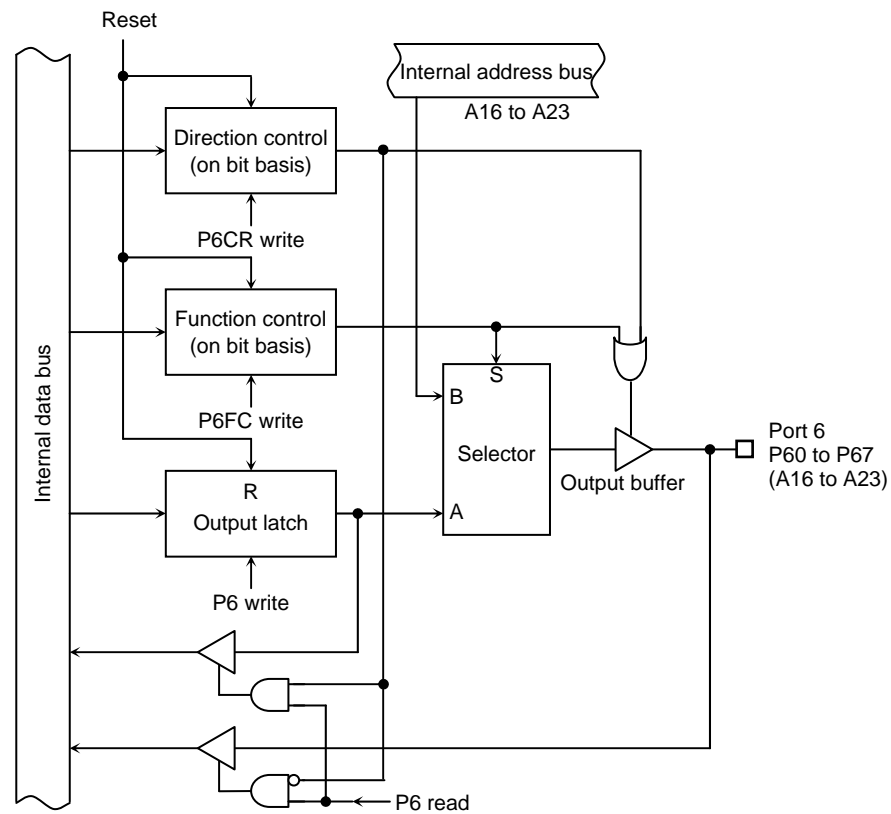 Reset
Internal address bus
A16 to A23
Direction control
(on bit basis)
P6CR write
Function control
(on bit basis)
P6FC write
Internal data bus
S
B
Selector
A
Output buffer
Port 6
P60 to P67
(A16 to A23)
R
Output latch
P6 write
P6 read